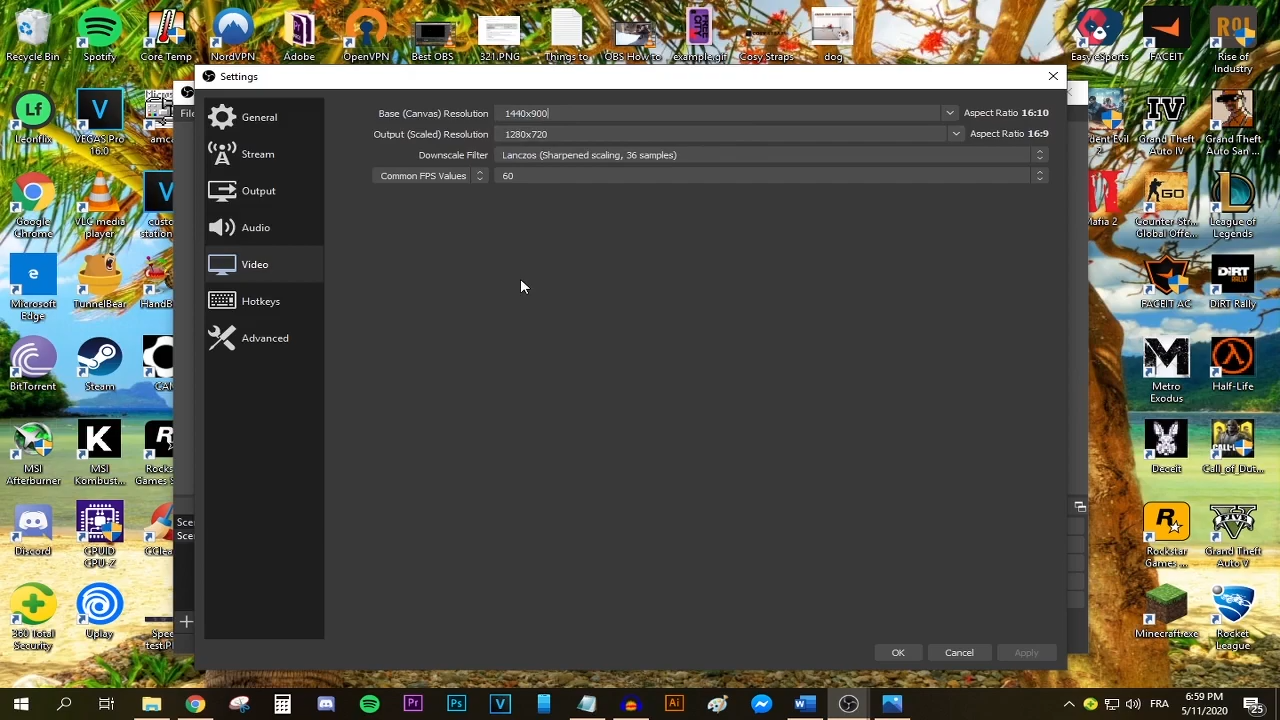 Recycle Bin
Spotify
Core Temp
NordVPN
Adobe
OpenVPN
Best OBS
321.PNG
Things to
OBS How to
example.gif
Cosy Straps
dog
Easy eSports
FACEIT
Rise of
Industry
Settings
General
Stream
Output
Audio
Video
Hotkeys
Advanced
Base (Canvas) Resolution
1440x900
Aspect Ratio 16:10
Output (Scaled) Resolution
1280x720
Aspect Ratio 16:9
Downscale Filter
Lanczos (Sharpened scaling, 36 samples)
Common FPS Values
60
OK
Cancel
Apply
Leonflix
VEGAS Pro
16.0
Google
Chrome
VLC media
player
Microsoft
Edge
TunnelBear
BitTorrent
Steam
MSI
Afterburner
MSI
Kombust...
Discord
CPUID
CPU-Z
360 Total
Security
Uplay
Grand Theft
Auto IV
Mafia 2
Counter Str...
Global Offe...
League of
Legends
FACEIT AC
DiRT Rally
Metro
Exodus
Half-Life
Deceit
Call_of_Dut...
Rockstar
Games ...
Grand Theft
Auto V
Minecraft.exe
Rocket
League
FRA
6:59 PM
5/11/2020
25